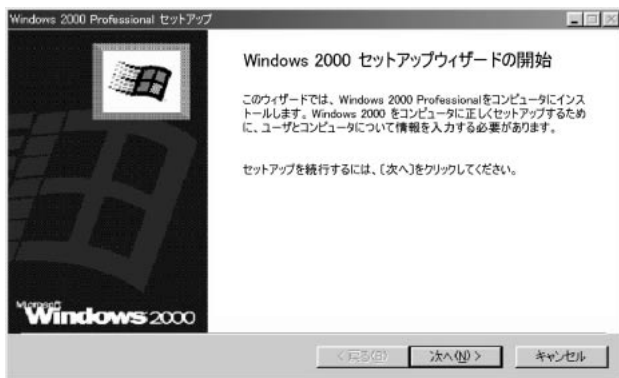 Windows 2000 Professional セットアップ
Windows 2000 セットアップウィザードの開始
このウィザードでは、Windows 2000 Professionalをコンピュータにインス
トールします。Windows 2000 をコンピュータに正しくセットアップするため
に、ユーザとコンピュータについて情報を入力する必要があります。
セットアップを続行するには、〔次へ〕をクリックしてください。
Microsoft
Windows 2000
< 戻る(B)
次へ(N) >
キャンセル